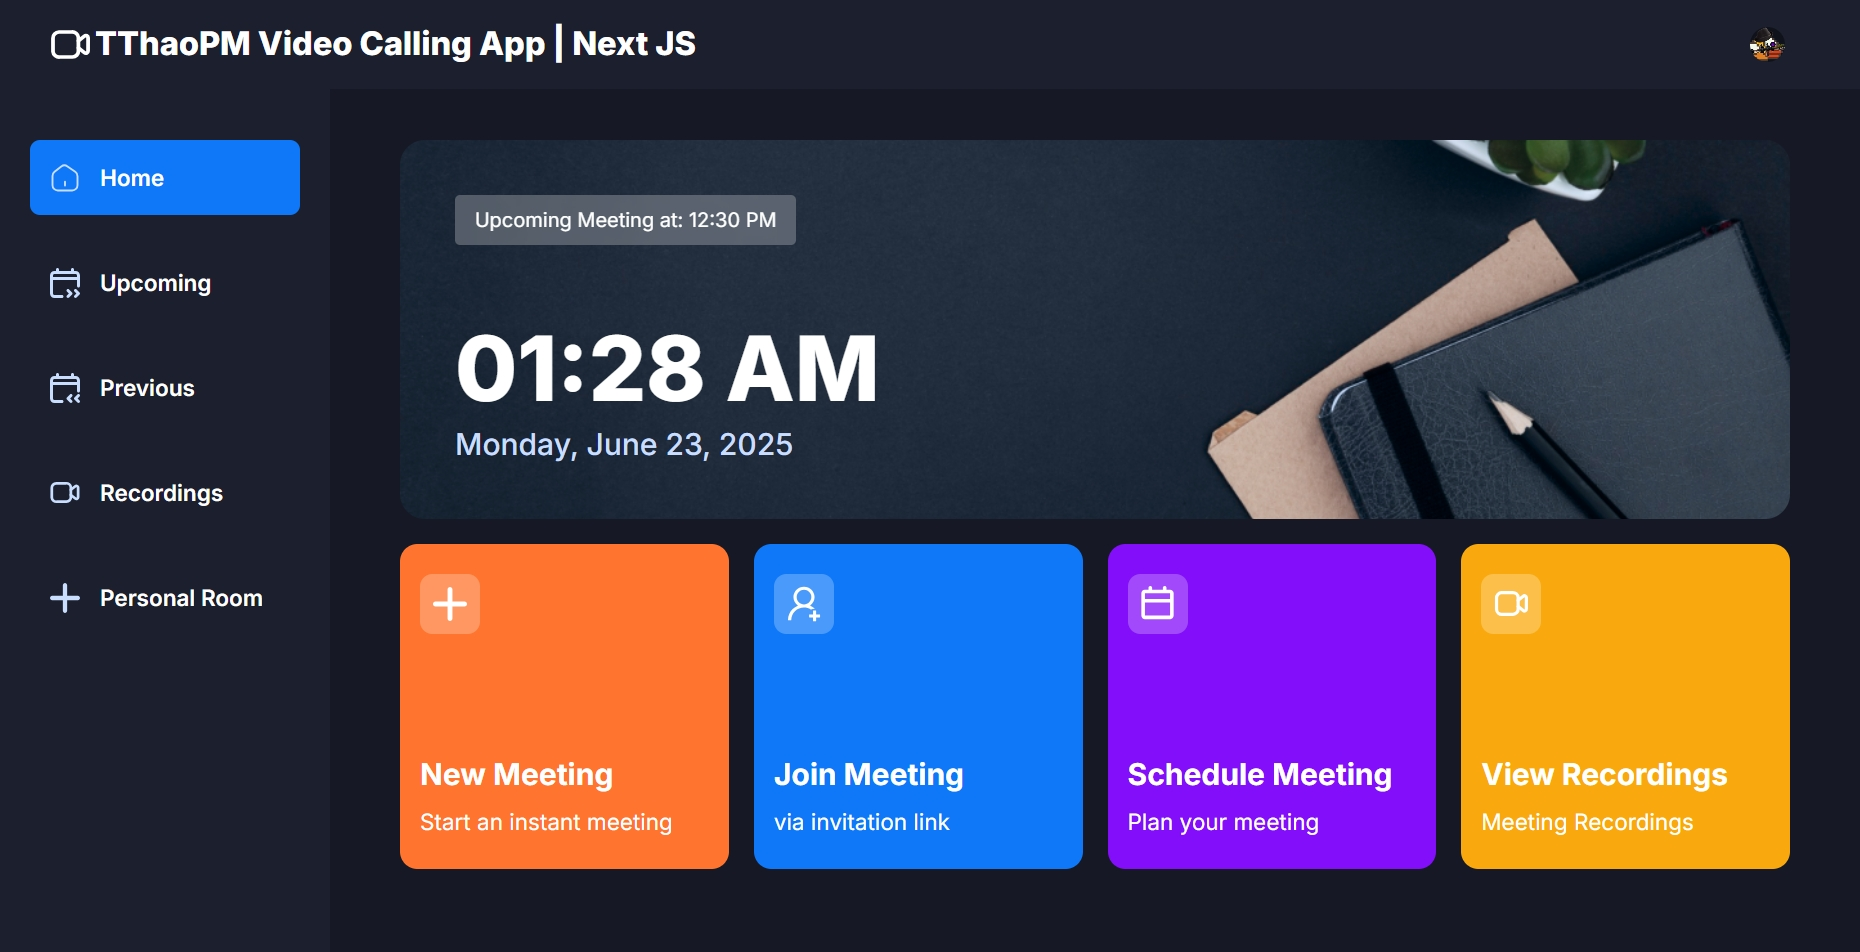 TThaoPM Video Calling App | Next JS
Home
Upcoming
Previous
Recordings
Personal Room
Upcoming Meeting at: 12:30 PM
01:28 AM
Monday, June 23, 2025
New Meeting
Start an instant meeting
Join Meeting
via invitation link
Schedule Meeting
Plan your meeting
View Recordings
Meeting Recordings